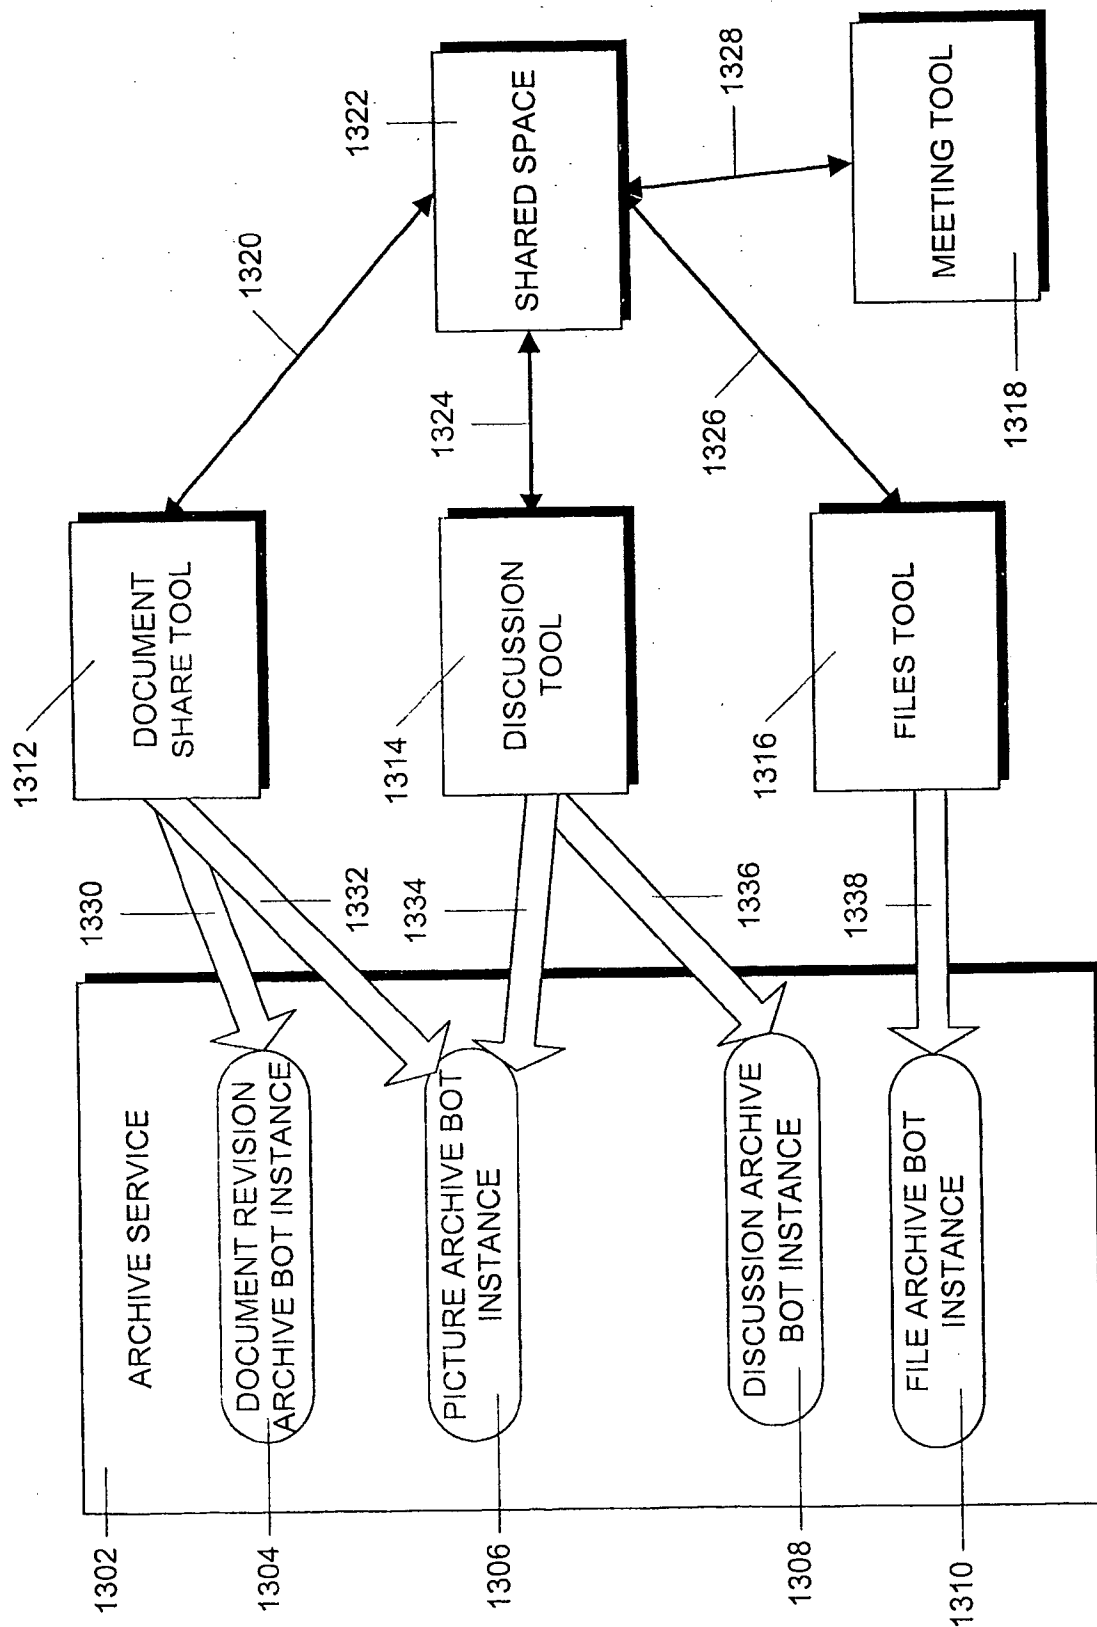 1302
ARCHIVE SERVICE
1304
DOCUMENT REVISION
ARCHIVE BOT INSTANCE
1306
PICTURE ARCHIVE BOT
INSTANCE
1308
DISCUSSION ARCHIVE
BOT INSTANCE
1310
FILE ARCHIVE BOT
INSTANCE
1330
1332
1334
1336
1338
1312
DOCUMENT
SHARE TOOL
1314
DISCUSSION
TOOL
1316
FILES TOOL
1320
1324
1326
1322
SHARED SPACE
1328
1318
MEETING TOOL